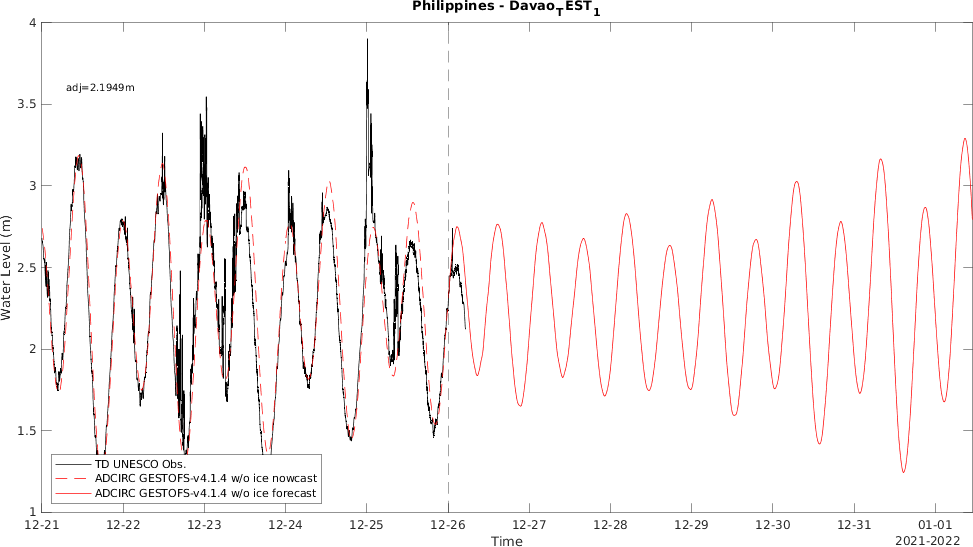 Philippines - Davao_TEST_1
adj=2.1949m
Water Level (m)
4
3.5
3
2.5
2
1.5
1
TD UNESCO Obs.
ADCIRC GESTOFS-v4.1.4 w/o ice nowcast
ADCIRC GESTOFS-v4.1.4 w/o ice forecast
12-21 12-22 12-23 12-24 12-25 12-26 12-27 12-28 12-29 12-30 12-31 01-01
Time
2021-2022